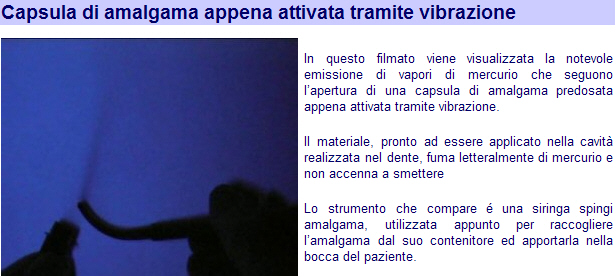 Capsula di amalgama appena attivata tramite vibrazione
In questo filmato viene visualizzata la notevole
emissione di vapori di mercurio che seguono
l'apertura di una capsula di amalgama predosata
appena attivata tramite vibrazione.
Il materiale, pronto ad essere applicato nella cavità
realizzata nel dente, fuma letteralmente di mercurio e
non accenna a smettere
Lo strumento che compare é una siringa spingi
amalgama, utilizzata appunto per raccogliere
l'amalgama dal suo contenitore ed apportarla nella
bocca del paziente.